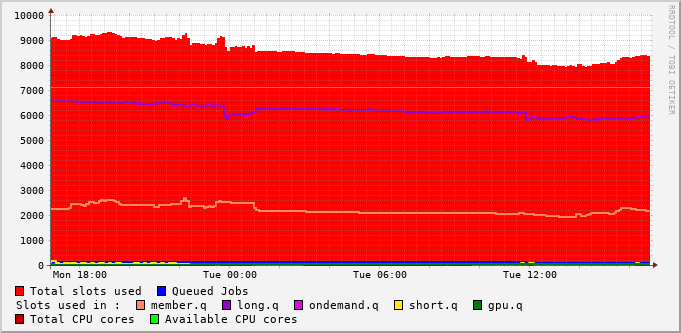 10000
9000
8000
7000
6000
5000
4000
3000
2000
1000
0
Mon 18:00 Tue 00:00 Tue 06:00 Tue 12:00
RRDTOOL / TOBI OETIKER
Total slots used Queued Jobs
Slots used in : member.q long.q ondemand.q short.q gpu.q
Total CPU cores Available CPU cores